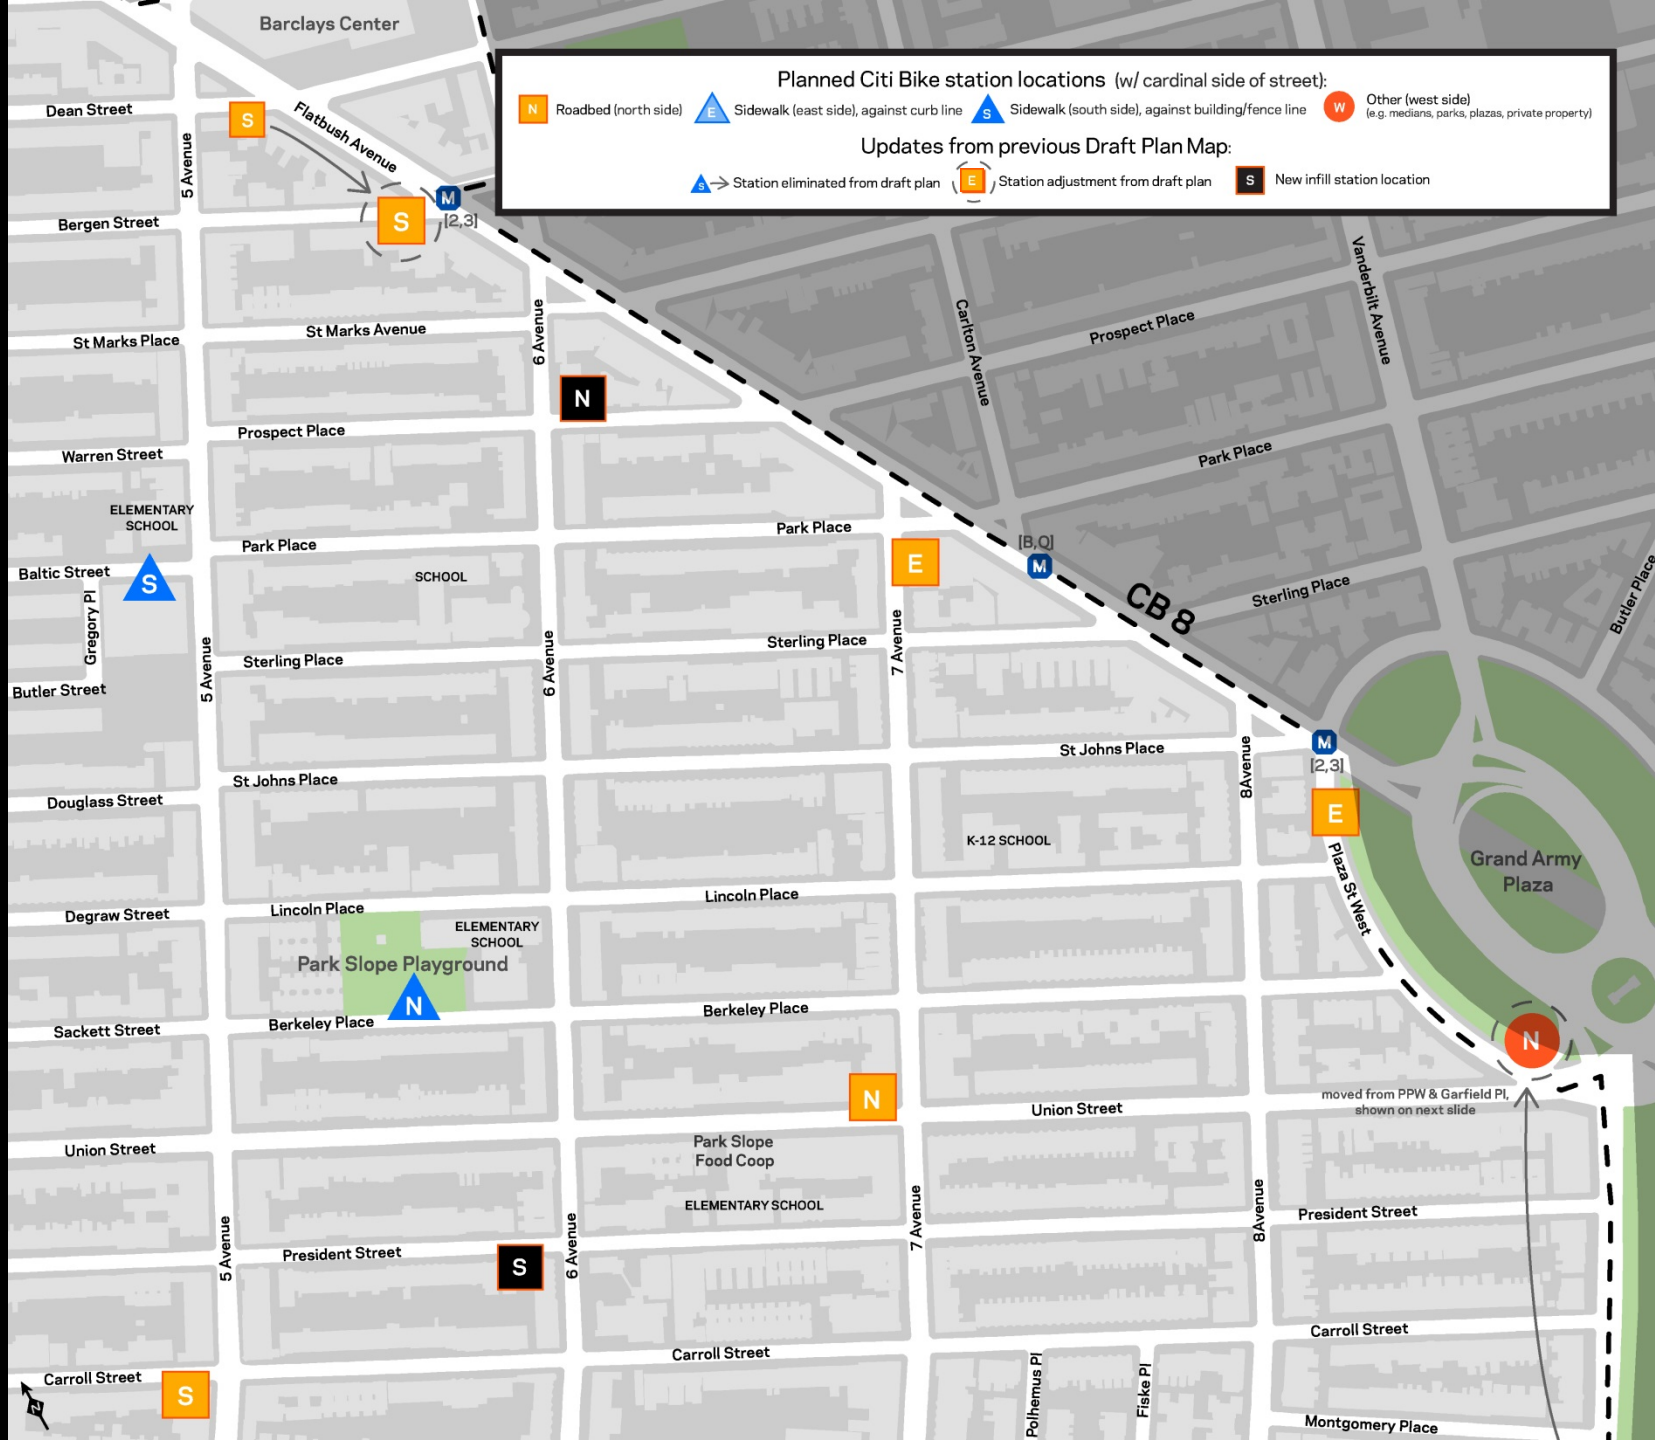 Barclays Center
Planned Citi Bike station locations (w/ cardinal side of street):
N Roadbed (north side)
E Sidewalk (east side), against curb line
S Sidewalk (south side), against building/fence line
W Other (west side)
(e.g. medians, parks, plazas, private property)
Updates from previous Draft Plan Map:
S Station eliminated from draft plan
E Station adjustment from draft plan
S New infill station location
Dean Street
S
Flatbush Avenue
5 Avenue
M
[2,3]
Bergen Street
S
6 Avenue
Carlton Avenue
Vanderbilt Avenue
Prospect Place
St Marks Place
St Marks Avenue
N
Prospect Place
Warren Street
Park Place
ELEMENTARY
SCHOOL
Park Place
Park Place
[B,Q]
M
E
Baltic Street
S
SCHOOL
Gregory Pl
CB 8
Sterling Place
Butler Place
5 Avenue
Sterling Place
6 Avenue
Sterling Place
7 Avenue
Butler Street
St Johns Place
St Johns Place
8Avenue
M
[2,3]
E
Douglass Street
K-12 SCHOOL
Grand Army
Plaza
Plaza St West
Lincoln Place
Lincoln Place
Degraw Street
ELEMENTARY
SCHOOL
Park Slope Playground
N
Berkeley Place
Berkeley Place
Sackett Street
N
moved from PPW & Garfield Pl,
shown on next slide
N
Union Street
Union Street
Park Slope
Food Coop
ELEMENTARY SCHOOL
5 Avenue
President Street
S
6 Avenue
7 Avenue
8Avenue
President Street
Carroll Street
Carroll Street
Carroll Street
S
Polhemus Pl
Fiske Pl
Montgomery Place
N